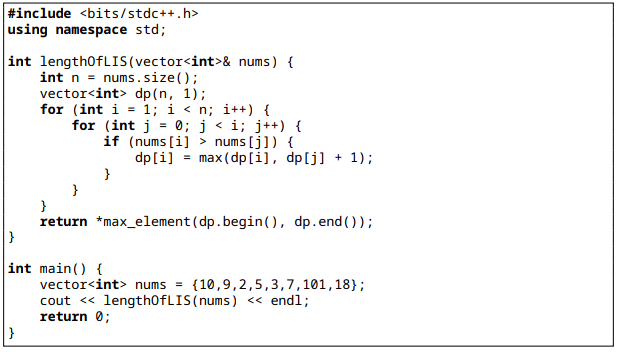 #include <bits/stdc++.h>
using namespace std;

int lengthOfLIS(vector<int>& nums) {
    int n = nums.size();
    vector<int> dp(n, 1);
    for (int i = 1; i < n; i++) {
        for (int j = 0; j < i; j++) {
            if (nums[i] > nums[j]) {
                dp[i] = max(dp[i], dp[j] + 1);
            }
        }
    }
    return *max_element(dp.begin(), dp.end());
}

int main() {
    vector<int> nums = {10,9,2,5,3,7,101,18};
    cout << lengthOfLIS(nums) << endl;
    return 0;
}